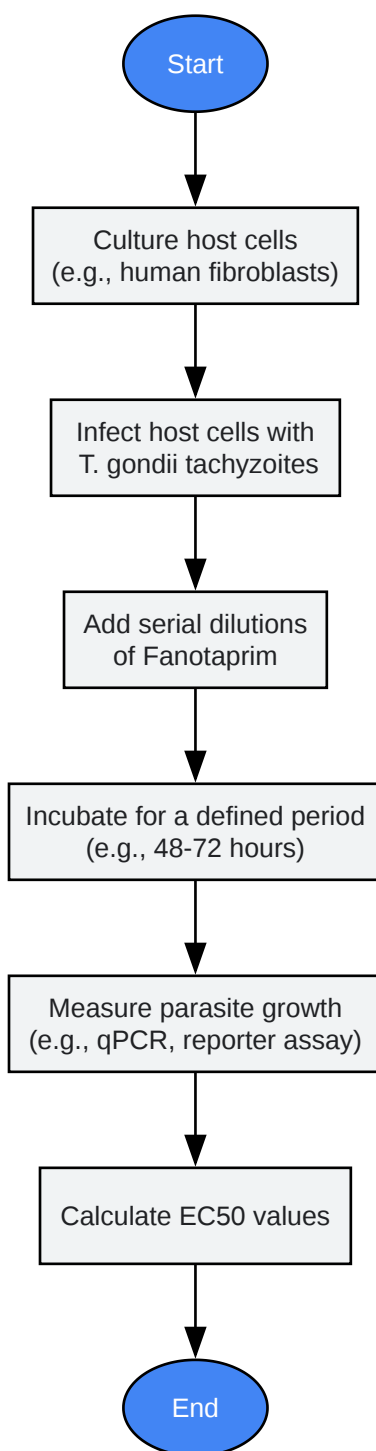 Start
Culture host cells
(e.g., human fibroblasts)
Infect host cells with
T. gondii tachyzoites
Add serial dilutions
of Fanotaprim
Incubate for a defined period
(e.g., 48-72 hours)
Measure parasite growth
(e.g., qPCR, reporter assay)
Calculate EC50 values
End